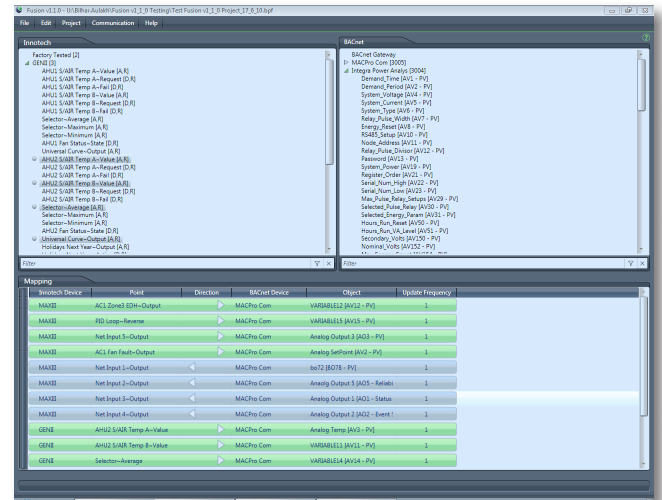 Fusion v1.1.0 - U:\Bilhar.Aulakh\Fusion v1_1_0 Testing\Test Fusion v1_1_0 Project_17_6_10.bpf
File Edit Project Communication Help
Innotech
Factory Tested [2]
GENII [3]
AHU1 S/AIR Temp A~Value [A,R]
AHU1 S/AIR Temp A~Request [D,R]
AHU1 S/AIR Temp A~Fail [D,R]
AHU1 S/AIR Temp B~Value [A,R]
AHU1 S/AIR Temp B~Request [D,R]
AHU1 S/AIR Temp B~Fail [D,R]
Selector~Average [A,R]
Selector~Maximum [A,R]
Selector~Minimum [A,R]
AHU1 Fan Status~State [D,R]
Universal Curve~Output [A,R]
AHU2 S/AIR Temp A~Value [A,R]
AHU2 S/AIR Temp A~Request [D,R]
AHU2 S/AIR Temp A~Fail [D,R]
AHU2 S/AIR Temp B~Value [A,R]
AHU2 S/AIR Temp B~Request [D,R]
AHU2 S/AIR Temp B~Fail [D,R]
Selector~Average [A,R]
Selector~Maximum [A,R]
Selector~Minimum [A,R]
AHU2 Fan Status~State [D,R]
Universal Curve~Output [A,R]
Holidays Next Year~Output [A,R]
Filter
BACnet
BACnet Gateway
MACPro Com [3005]
Integra Power Analys [3004]
Demand_Time [AV1 - PV]
Demand_Period [AV2 - PV]
System_Voltage [AV4 - PV]
System_Current [AV5 - PV]
System_Type [AV6 - PV]
Relay_Pulse_Width [AV7 - PV]
Energy_Reset [AV8 - PV]
RS485_Setup [AV10 - PV]
Node_Address [AV11 - PV]
Relay_Pulse_Divisor [AV12 - PV]
Password [AV13 - PV]
System_Power [AV19 - PV]
Register_Order [AV21 - PV]
Serial_Num_High [AV22 - PV]
Serial_Num_Low [AV23 - PV]
Max_Pulse_Relay_Setups [AV29 - PV]
Selected_Pulse_Relay [AV30 - PV]
Selected_Energy_Param [AV31 - PV]
Hours_Run_Reset [AV50 - PV]
Hours_Run_VA_Level [AV51 - PV]
Secondary_Volts [AV150 - PV]
Nominal_Volts [AV152 - PV]
Filter
Mapping
Innotech Device Point Direction BACnet Device Object Update Frequency
MAXII AC1 Zone3 EDH~Output MACPro Com VARIABLE12 [AV12 - PV] 1
MAXII PID Loop~Reverse MACPro Com VARIABLE15 [AV15 - PV] 1
MAXII Net Input 5~Output MACPro Com Analog Output 3 [AO3 - PV] 1
MAXII AC1 Fan Fault~Output MACPro Com Analog SetPoint [AV2 - PV] 1
MAXII Net Input 1~Output MACPro Com bo72 [BO78 - PV] 1
MAXII Net Input 2~Output MACPro Com Anaolg Output 5 [AO5 - Reliabi 1
MAXII Net Input 3~Output MACPro Com Analog Output 1 [AO1 - Status 1
MAXII Net Input 4~Output MACPro Com Analog Output 2 [AO2 - Event S 1
GENII AHU2 S/AIR Temp A~Value MACPro Com Analog Temp [AV3 - PV] 1
GENII AHU2 S/AIR Temp B~Value MACPro Com VARIABLE11 [AV11 - PV] 1
GENII Selector~Average MACPro Com VARIABLE14 [AV14 - PV] 1